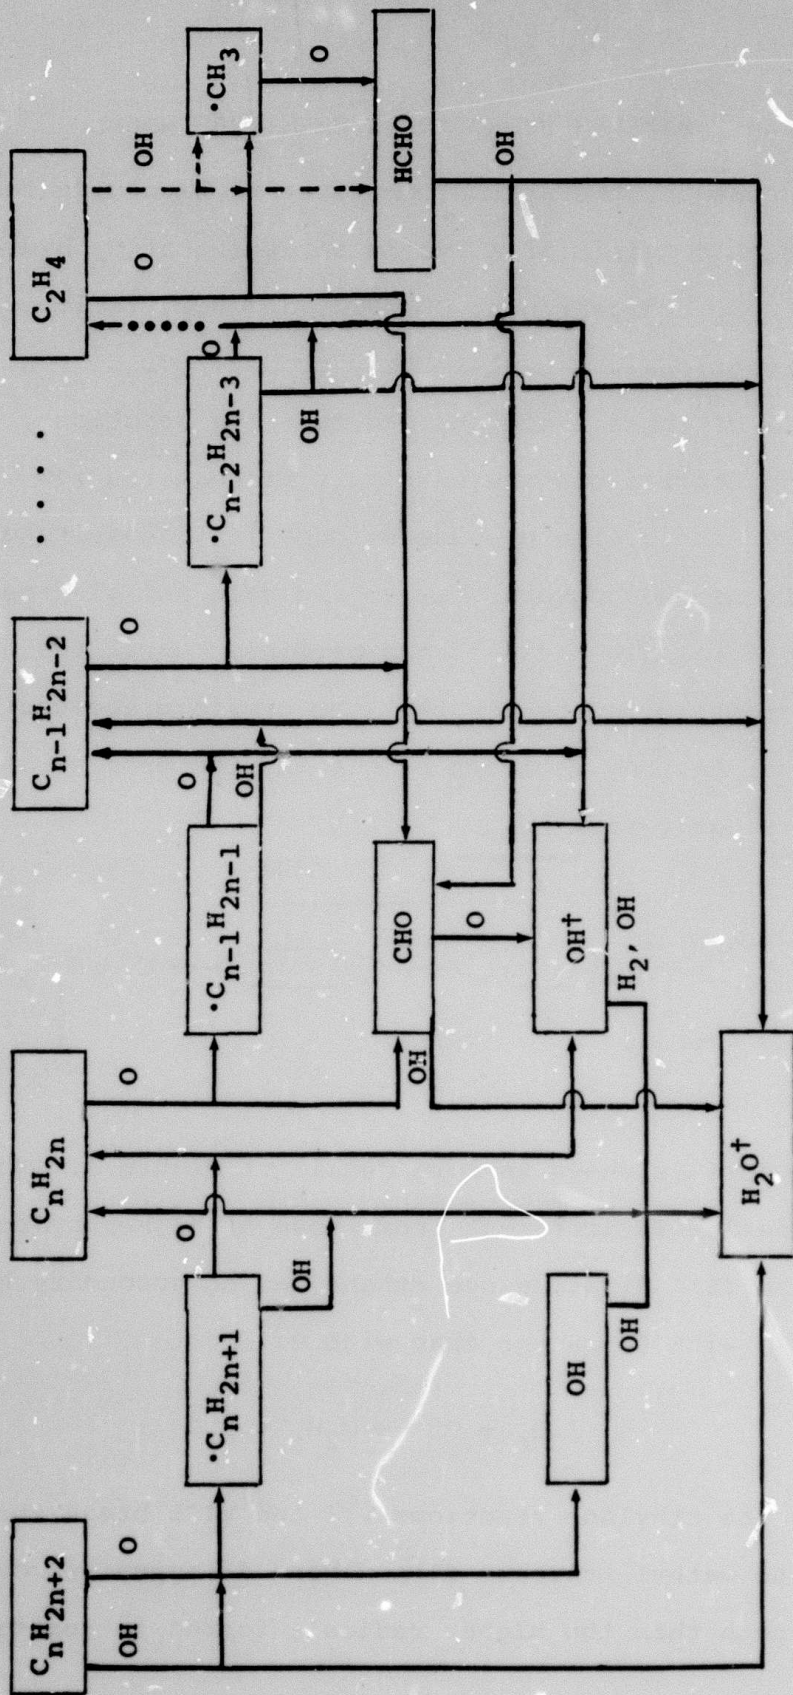 CₙH₂ₙ₊₂
OH
O
·CₙH₂ₙ₊₁
O
OH
OH
OH
CₙH₂ₙ
O
·Cₙ₋₁H₂ₙ₋₁
O
OH
CHO
OH
O
OH†
H₂, OH
H₂O†
Cₙ₋₁H₂ₙ₋₂
O
. . . .
·Cₙ₋₂H₂ₙ₋₃
O
OH
C₂H₄
O
OH
·CH₃
O
HCHO
OH